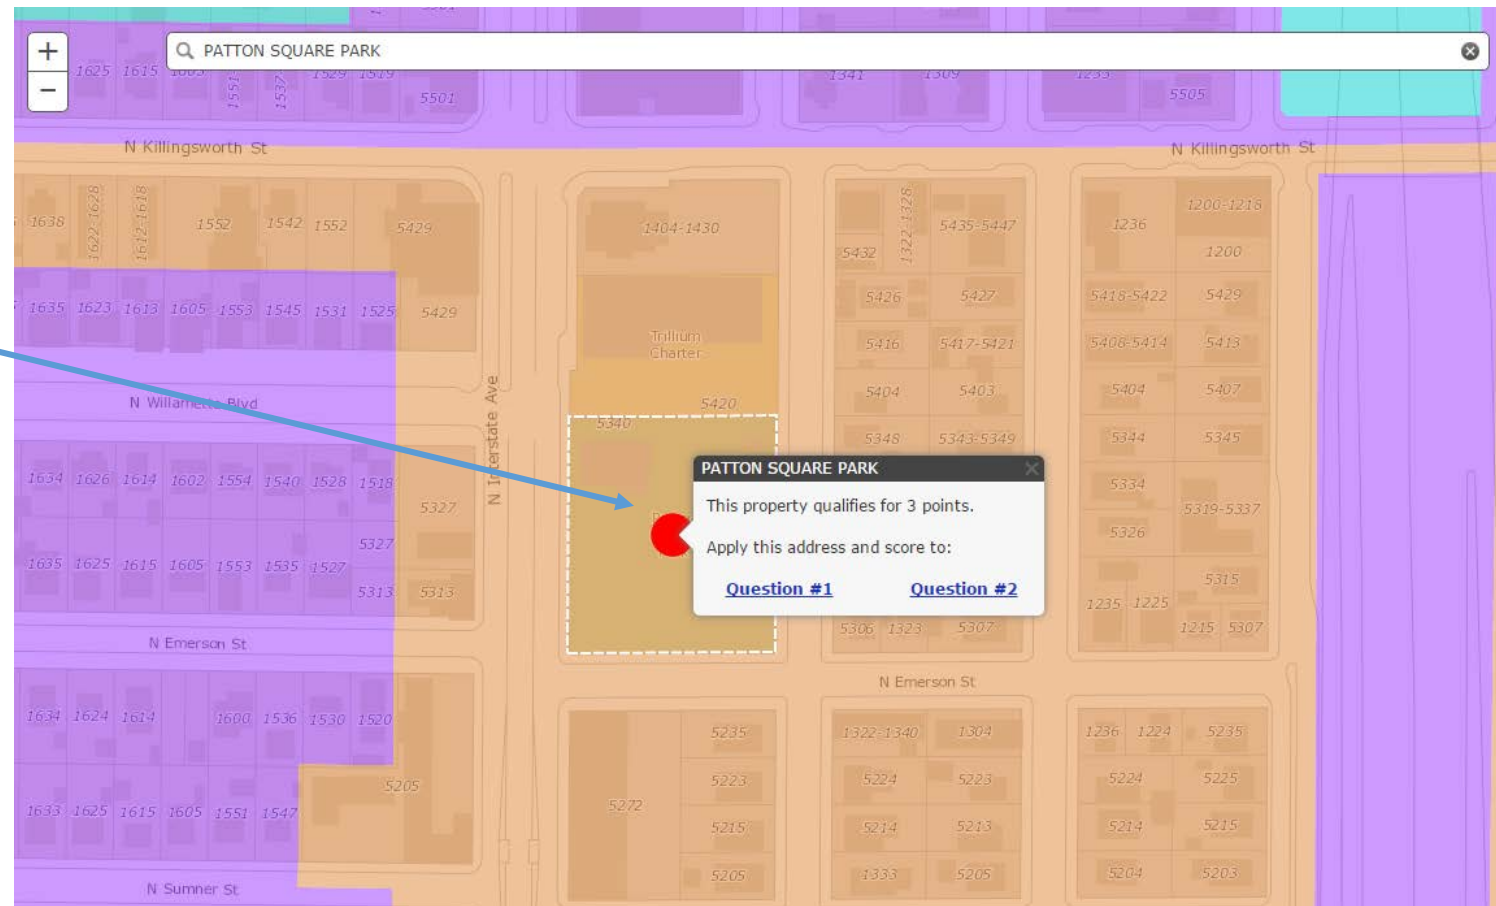 +
PATTON SQUARE PARK
−
1625 1615 1529 1519
1551
1537
5501
1341 1309 1235
5505
N Killingsworth St
N Killingsworth St
1638 1622-1628 1612-1618 1552 1542 1552 5429
1404-1430
5432 1322-1328 5435-5447
1236 1200-1218
1200
1635 1623 1613 1605 1553 1545 1531 1525 5429
5426 5427
5418-5422 5429
Trillium
Charter
5416 5417-5421
5408-5414 5413
N Willamette Blvd
N Interstate Ave
5420
5404 5403
5404 5407
5340
5348 5343-5349
5344 5345
PATTON SQUARE PARK
This property qualifies for 3 points.
Apply this address and score to:
Question #1 Question #2
1634 1626 1614 1602 1554 1540 1528 1518
5327
5334
5319-5337
5326
5327
1635 1625 1615 1605 1553 1535 1527
5313 5313
5315
1235 1225
5306 1323 5307
1215 5307
N Emerson St
N Emerson St
1634 1624 1614 1600 1536 1530 1520
5235
1322-1340 1304
1236 1224 5235
5205
5272
5223
5224 5223
5224 5225
1633 1625 1615 1605 1551 1547
5215
5214 5213
5214 5215
5205
1333 5205
5204 5203
N Sumner St